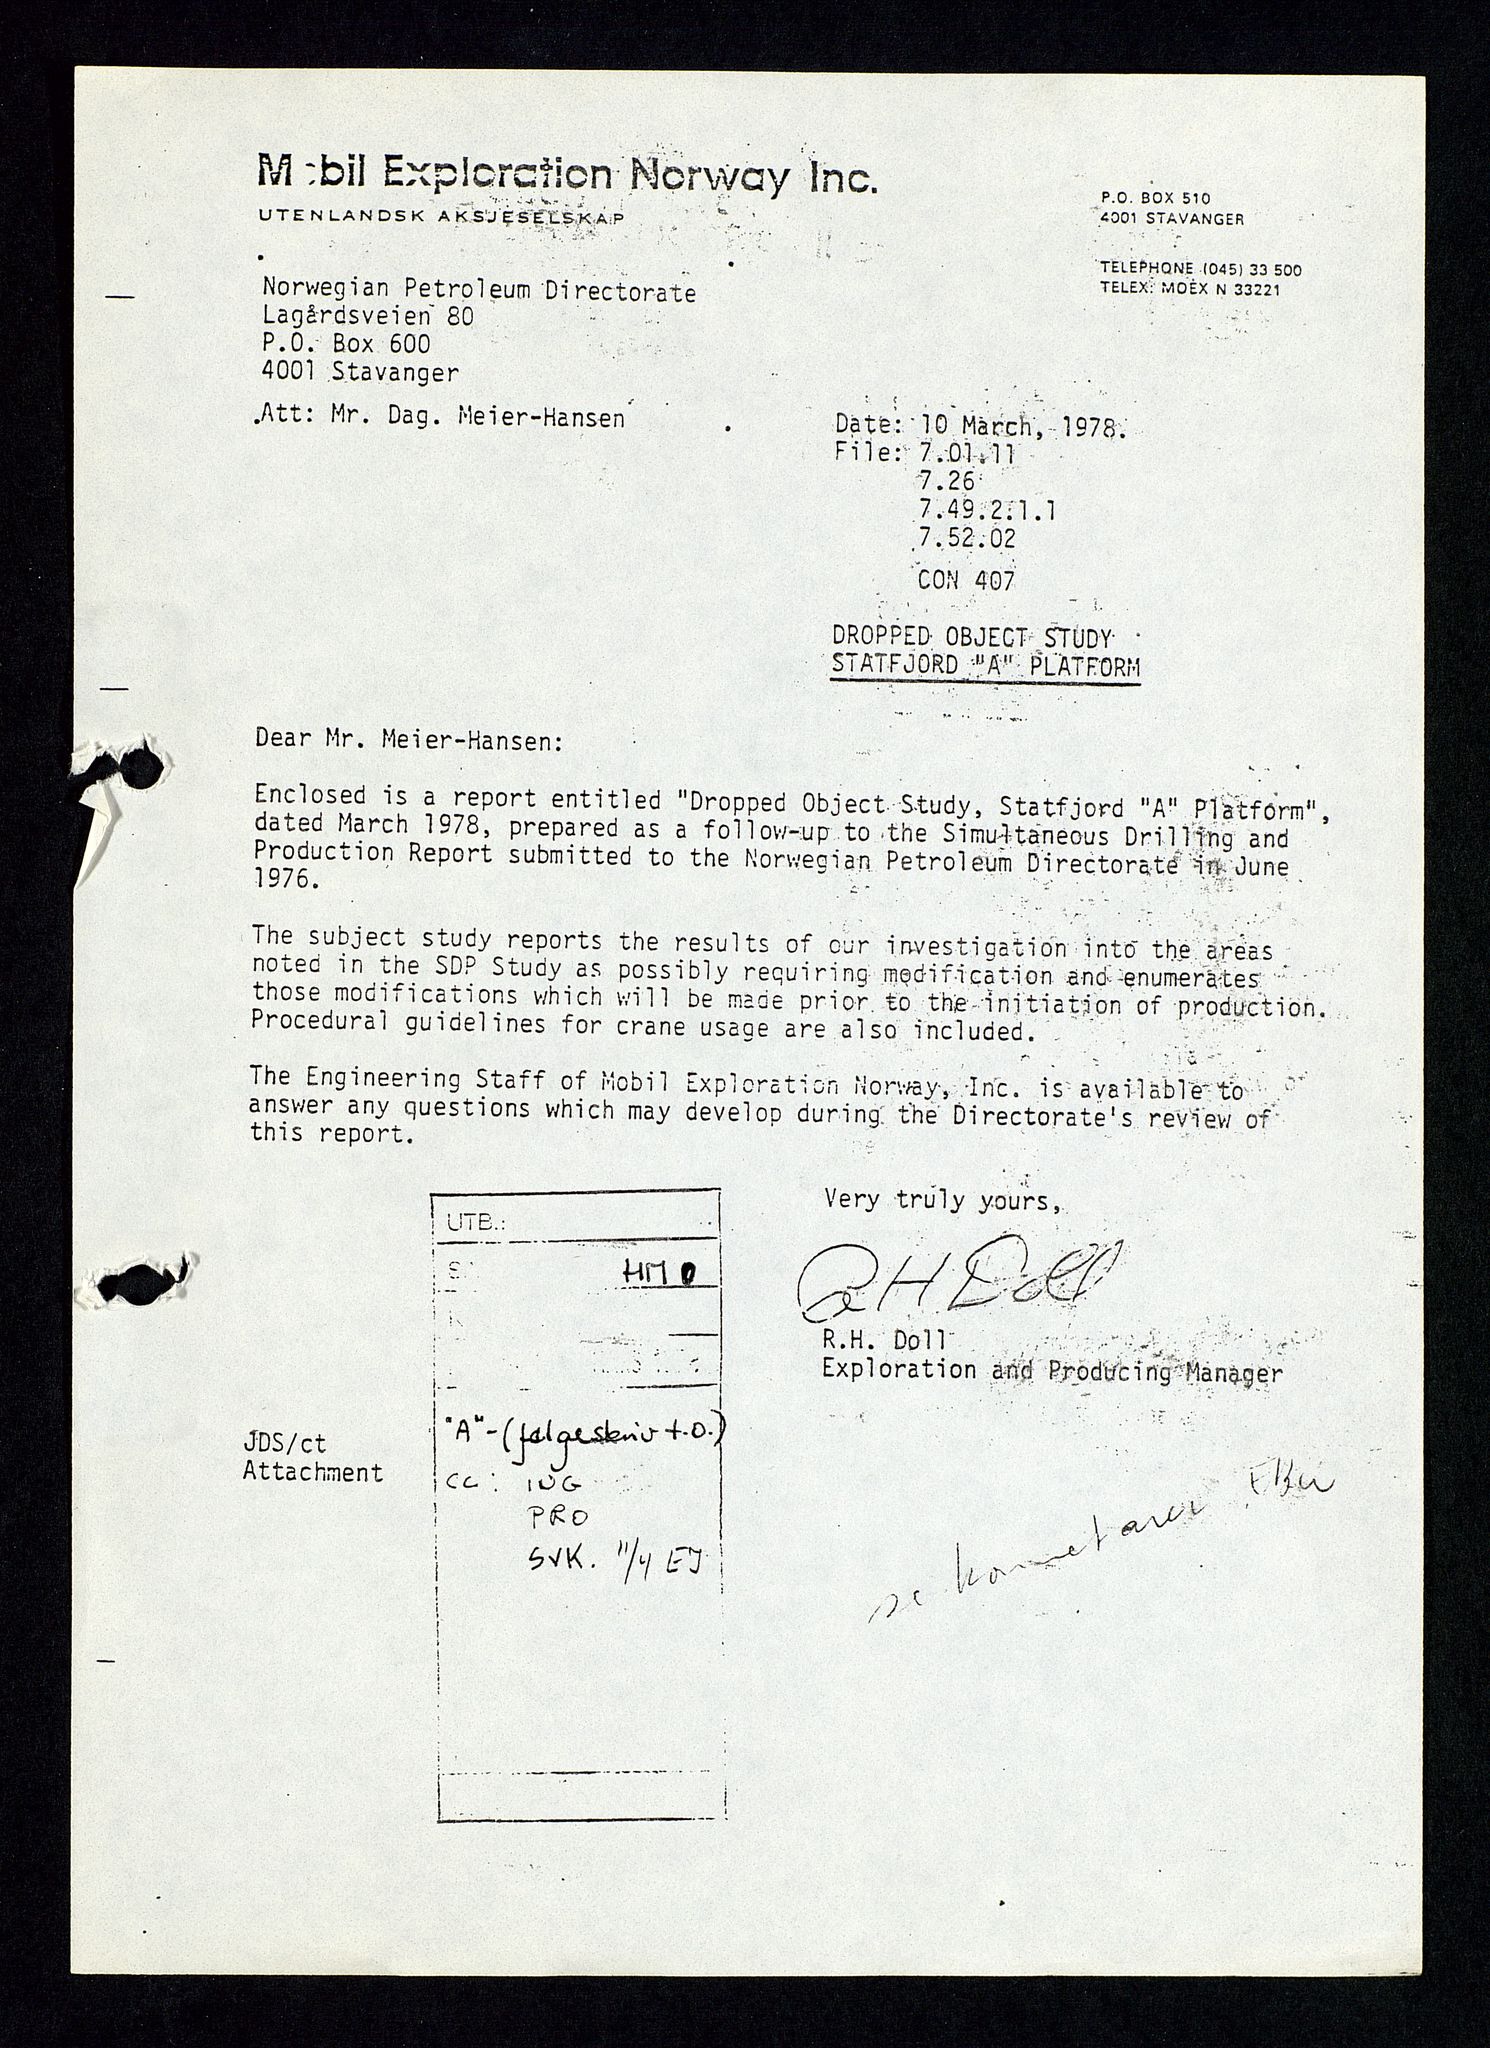 Mobil Exploration Norway Inc.
UTENLANDSK AKSJESELSKAP
P.O. BOX 510
4001 STAVANGER
TELEPHONE (045) 33 500
TELEX: MOEX N 33221
Norwegian Petroleum Directorate
Lagårdsveien 80
P.O. Box 600
4001 Stavanger
Att: Mr. Dag. Meier-Hansen
Date: 10 March, 1978.
File: 7.01.11
7.26
7.49.2.1.1
7.52.02
CON 407
DROPPED OBJECT STUDY
STATFJORD "A" PLATFORM
Dear Mr. Meier-Hansen:
Enclosed is a report entitled "Dropped Object Study, Statfjord "A" Platform",
dated March 1978, prepared as a follow-up to the Simultaneous Drilling and
Production Report submitted to the Norwegian Petroleum Directorate in June
1976.
The subject study reports the results of our investigation into the areas
noted in the SDP Study as possibly requiring modification and enumerates
those modifications which will be made prior to the initiation of production.
Procedural guidelines for crane usage are also included.
The Engineering Staff of Mobil Exploration Norway, Inc. is available to
answer any questions which may develop during the Directorate's review of
this report.
Very truly yours,
RH Doll
R.H. Doll
Exploration and Producing Manager
UTB.:
HMO
"A"-(følgeskriv t.O.)
CC: ING
PRO
SVK. 11/4 EJ
JDS/ct
Attachment
se kommetarer